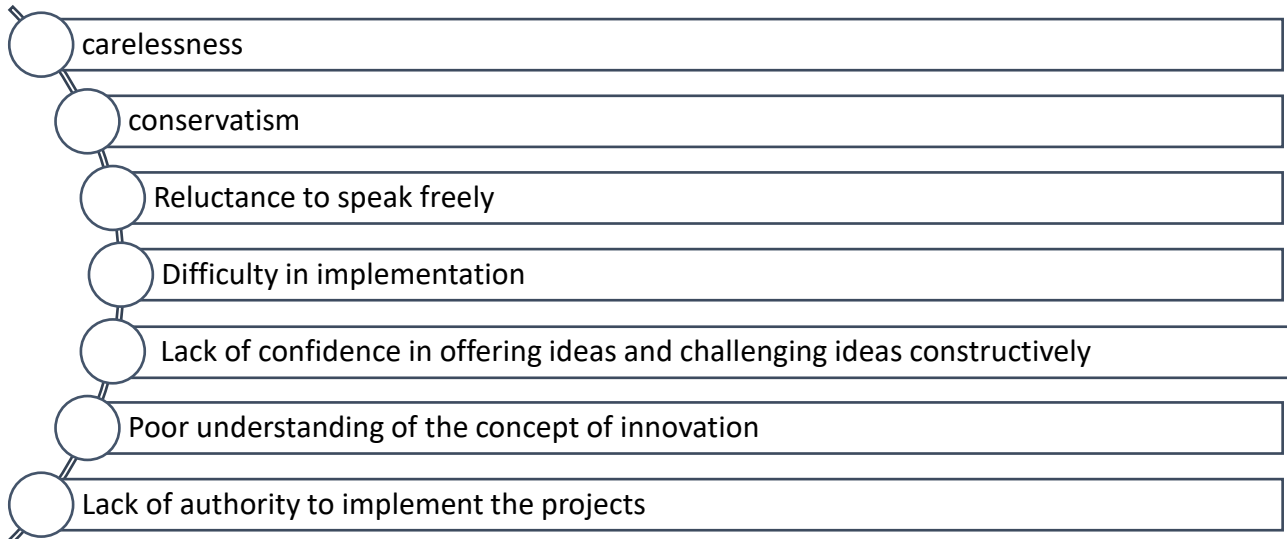 carelessness
conservatism
Reluctance to speak freely
Difficulty in implementation
Lack of confidence in offering ideas and challenging ideas constructively
Poor understanding of the concept of innovation
Lack of authority to implement the projects